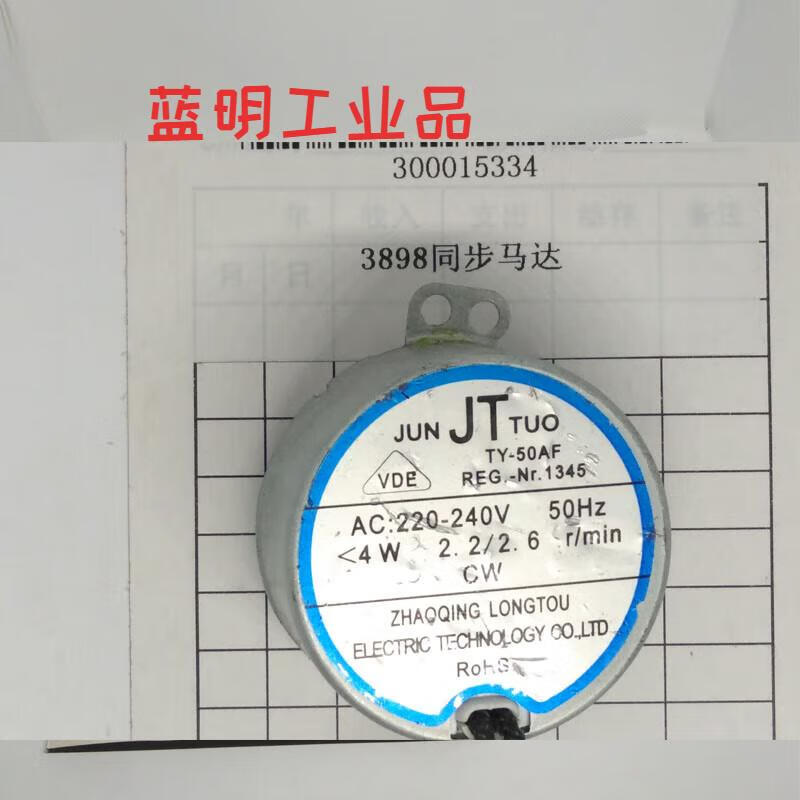 蓝明工业品
300015334
3898同步马达
JUN JT TUO
TY-50AF
VDE
REG.-Nr.1345
AC:220-240V 50Hz
<4W 2.2/2.6 r/min
CW
ZHAOQING LONGTOU
ELECTRIC TECHNOLOGY CO.,LTD
RoHS